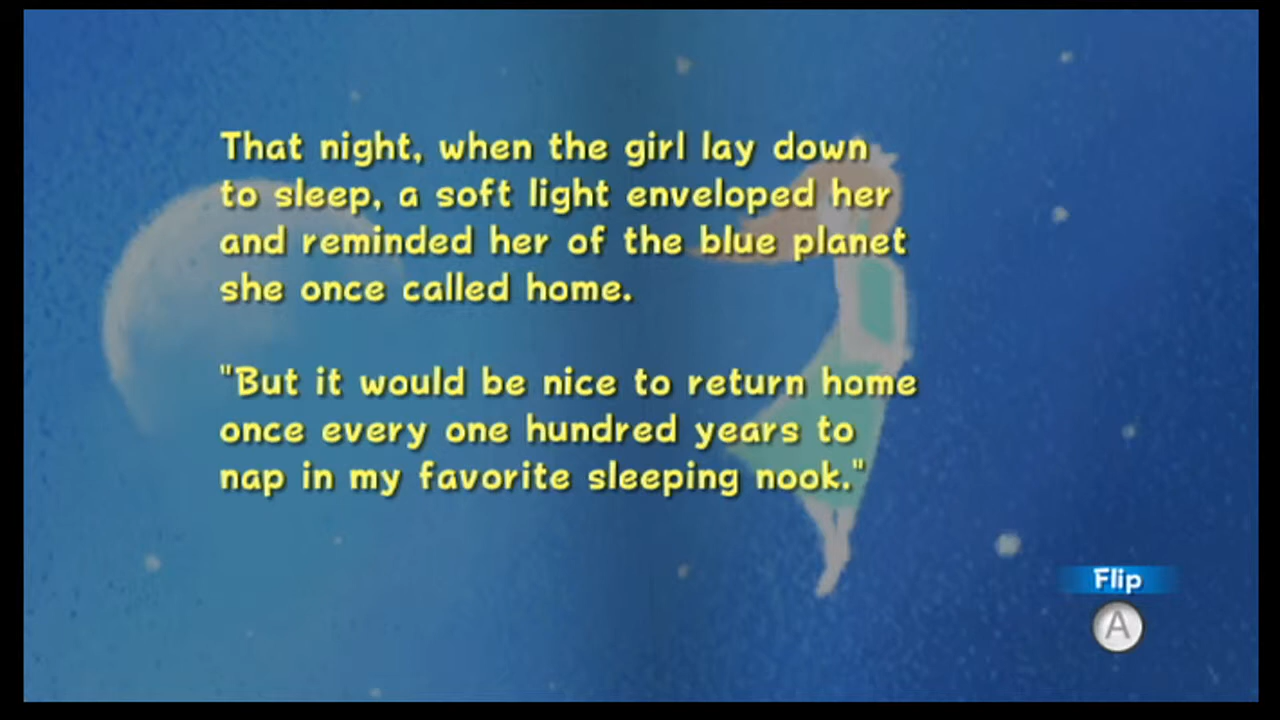 That night, when the girl lay down
to sleep, a soft light enveloped her
and reminded her of the blue planet
she once called home.
"But it would be nice to return home
once every one hundred years to
nap in my favorite sleeping nook."
Flip
A